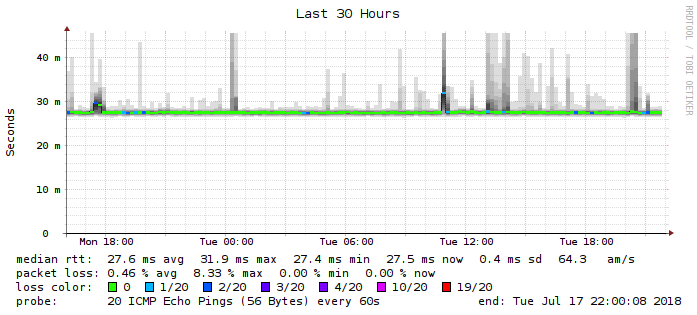 Last 30 Hours
RRDTOOL / TOBI OETIKER
Seconds
40 m
30 m
20 m
10 m
0
Mon 18:00 Tue 00:00 Tue 06:00 Tue 12:00 Tue 18:00
median rtt: 27.6 ms avg 31.9 ms max 27.4 ms min 27.5 ms now 0.4 ms sd 64.3 am/s
packet loss: 0.46 % avg 8.33 % max 0.00 % min 0.00 % now
loss color: 0 1/20 2/20 3/20 4/20 10/20 19/20
probe: 20 ICMP Echo Pings (56 Bytes) every 60s end: Tue Jul 17 22:00:08 2018